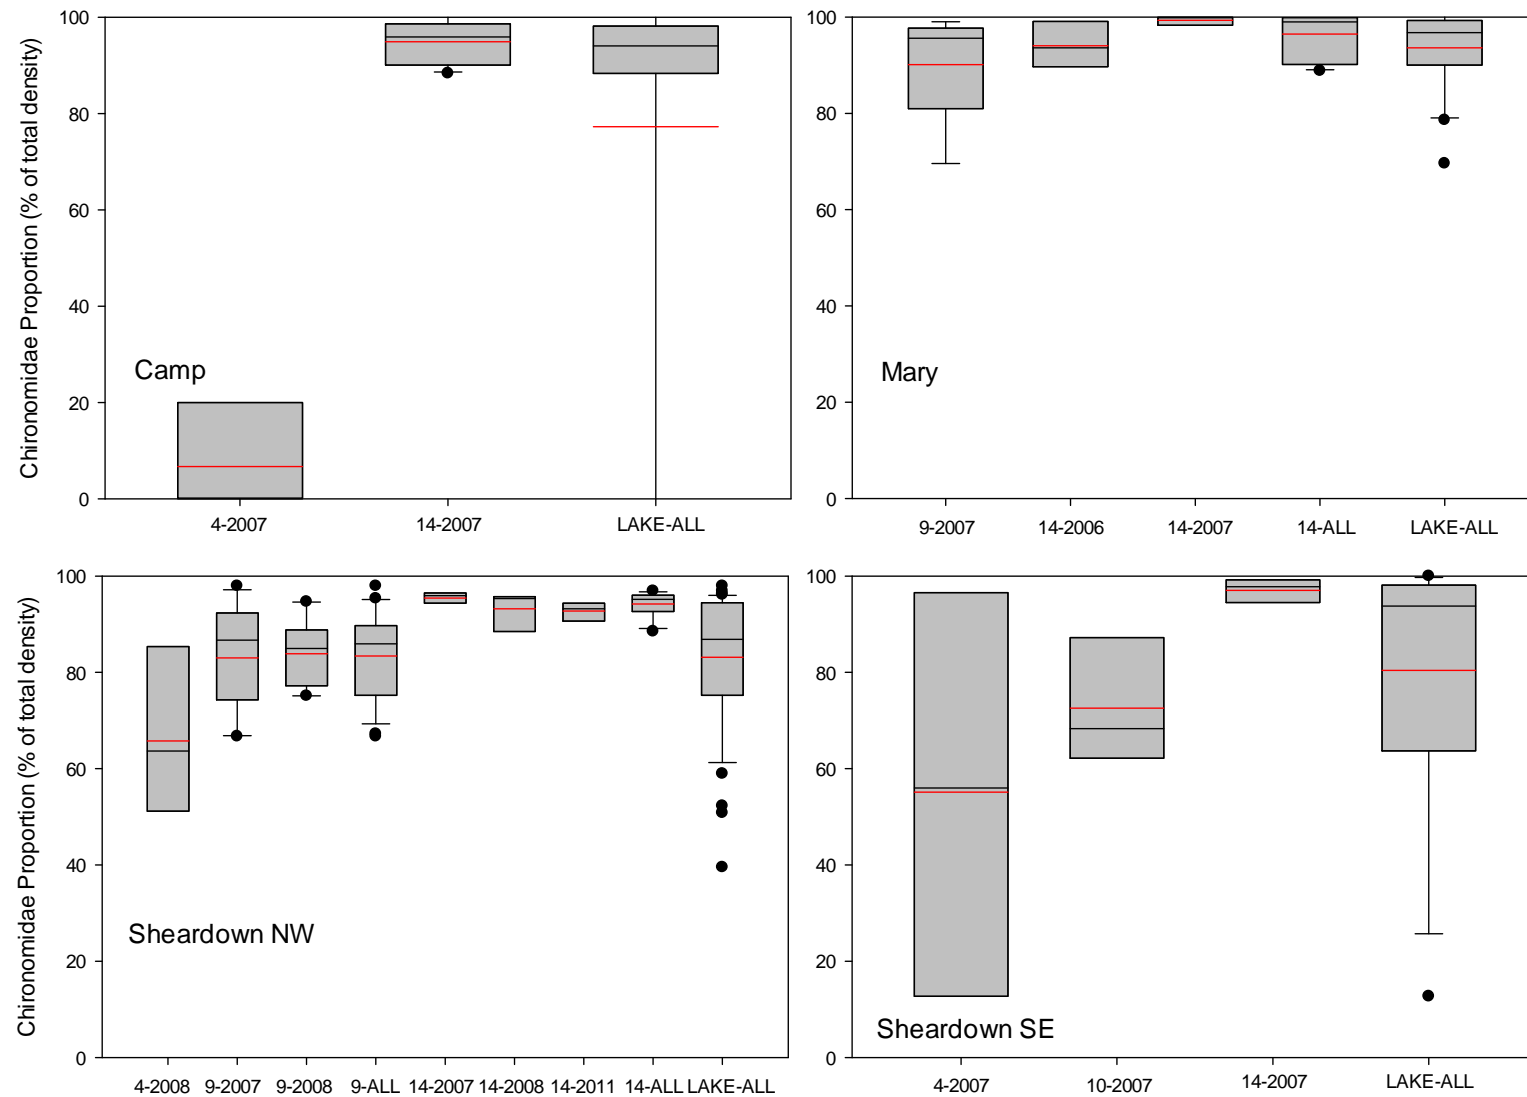 Chironomidae Proportion (% of total density)
100
80
60
40
20
0
Camp
4-2007 14-2007 LAKE-ALL
100
80
60
40
20
0
Mary
9-2007 14-2006 14-2007 14-ALL LAKE-ALL
Chironomidae Proportion (% of total density)
100
80
60
40
20
0
Sheardown NW
4-2008 9-2007 9-2008 9-ALL 14-2007 14-2008 14-2011 14-ALL LAKE-ALL
100
80
60
40
20
0
Sheardown SE
4-2007 10-2007 14-2007 LAKE-ALL